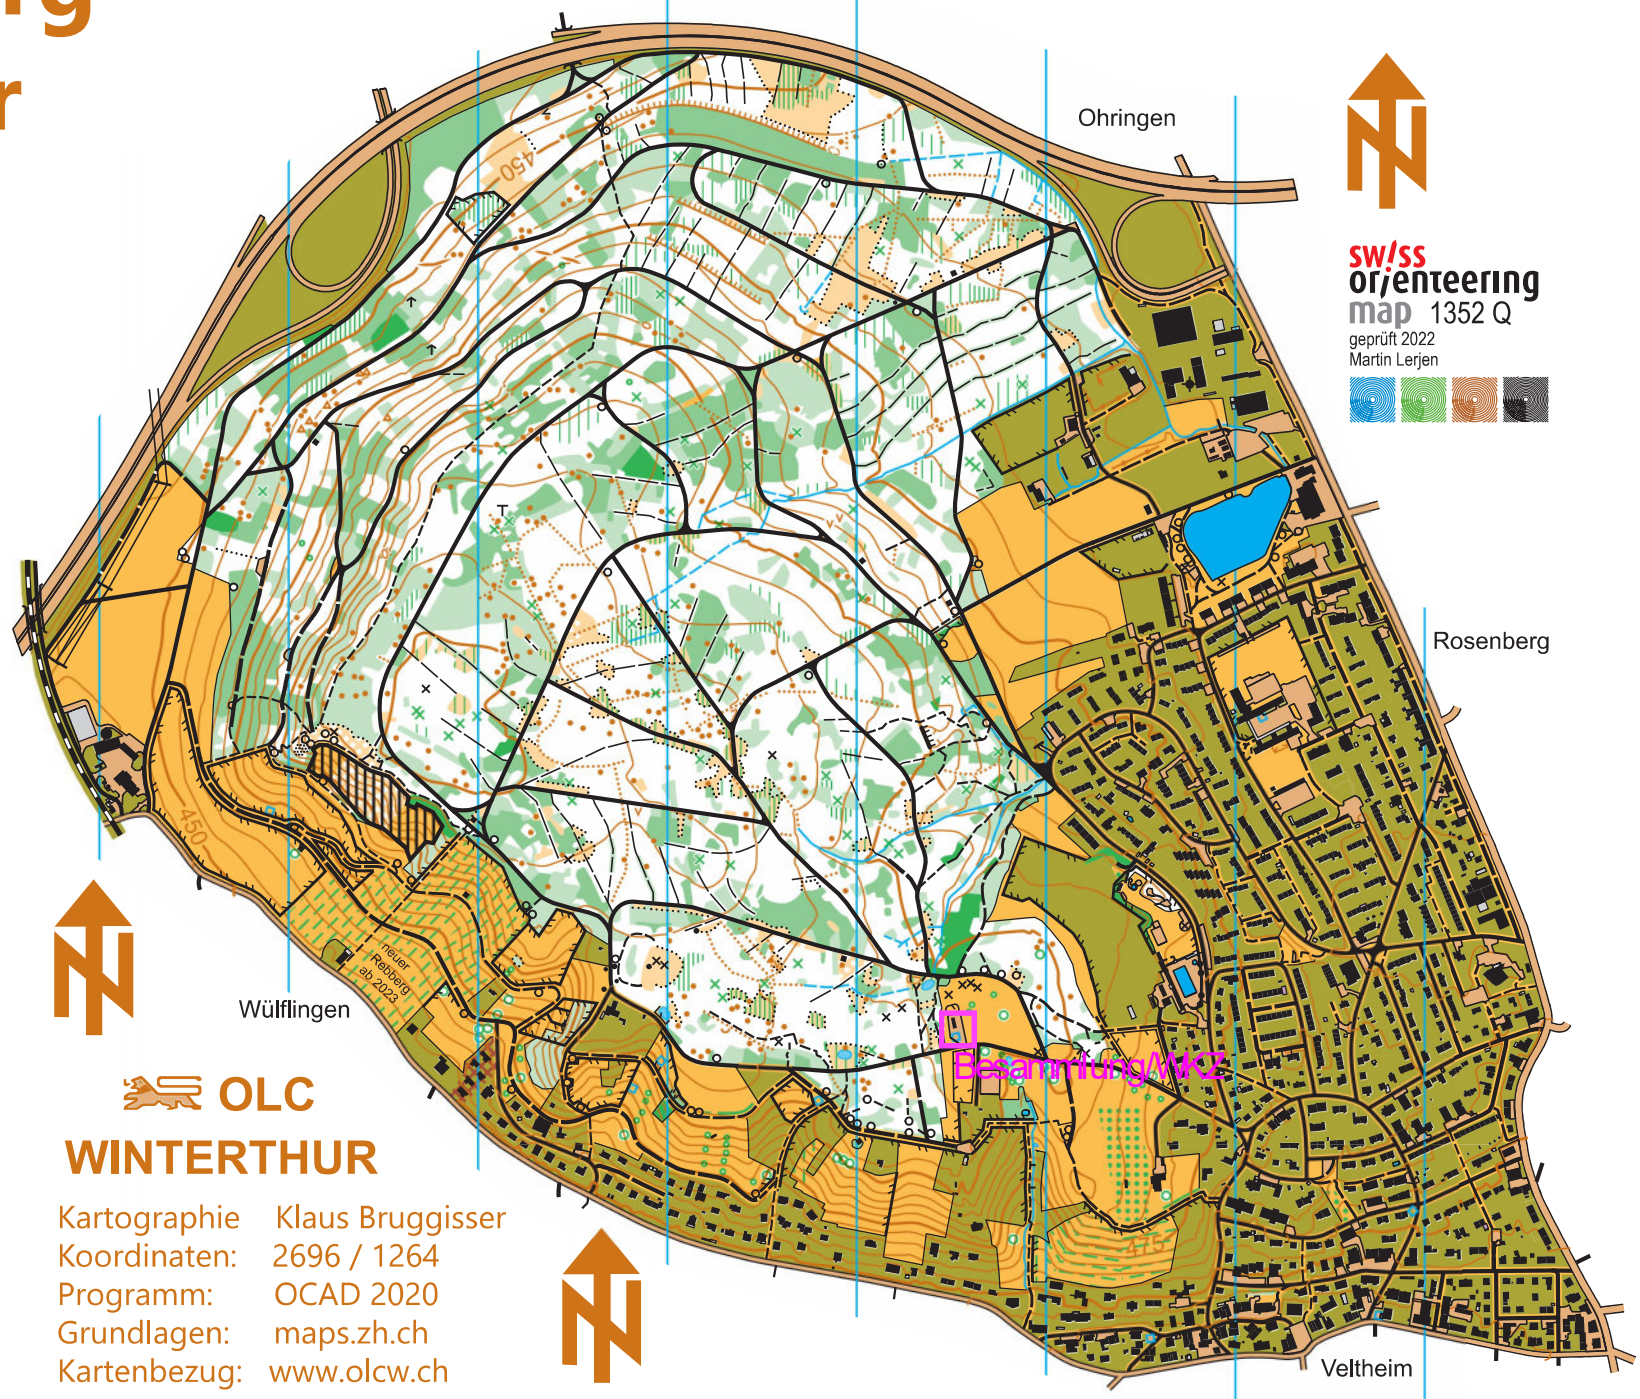 rg
r
Ohringen
swiss
orienteering
map 1352 Q
geprüft 2022
Martin Lerjen
450
Rosenberg
450
neuer
Rebberg
ab 2023
Wülflingen
Besammlung/WKZ
OLC
WINTERTHUR
475
Kartographie Klaus Bruggisser
Koordinaten: 2696 / 1264
Programm: OCAD 2020
Grundlagen: maps.zh.ch
Kartenbezug: www.olcw.ch
Veltheim